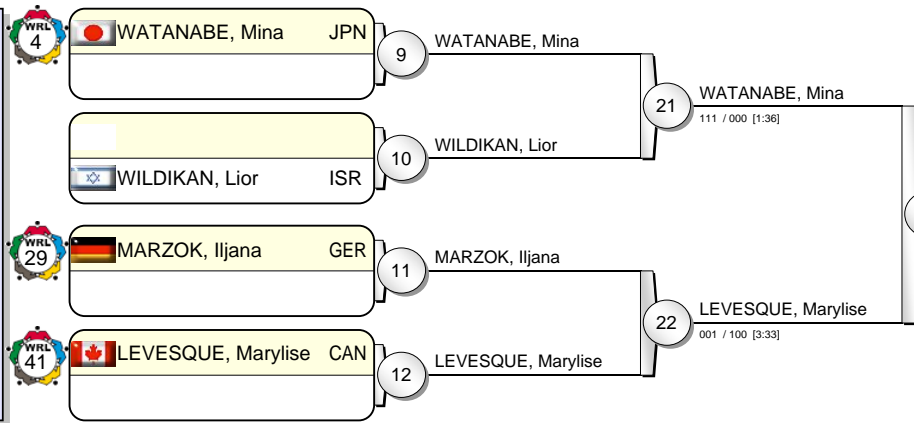 WRL
4
WATANABE, Mina JPN
9
WATANABE, Mina
21
WATANABE, Mina
111 / 000 [1:36]
10
WILDIKAN, Lior
WILDIKAN, Lior ISR
WRL
29
MARZOK, Iljana GER
11
MARZOK, Iljana
22
LEVESQUE, Marylise
001 / 100 [3:33]
WRL
41
LEVESQUE, Marylise CAN
12
LEVESQUE, Marylise